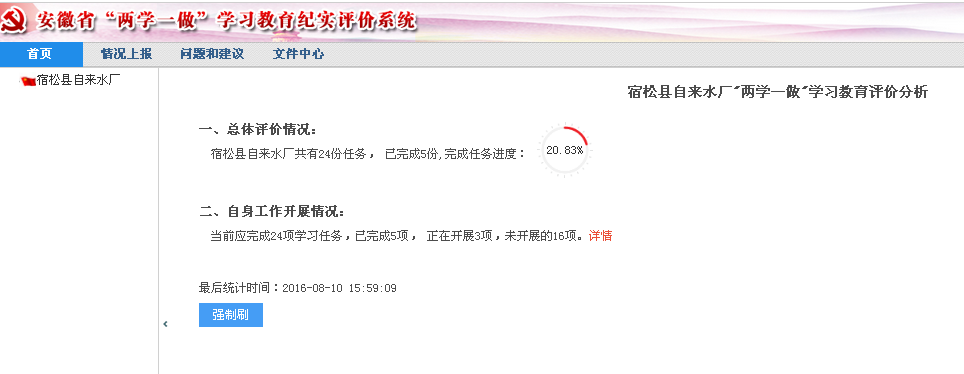 安徽省“两学一做”学习教育纪实评价系统
首页 情况上报 问题和建议 文件中心
宿松县自来水厂
宿松县自来水厂"两学一做"学习教育评价分析
一、总体评价情况：
宿松县自来水厂共有24份任务， 已完成5份,完成任务进度： 20.83%
二、自身工作开展情况：
当前应完成24项学习任务，已完成5项， 正在开展3项，未开展的16项。详情
最后统计时间：2016-08-10 15:59:09
强制刷